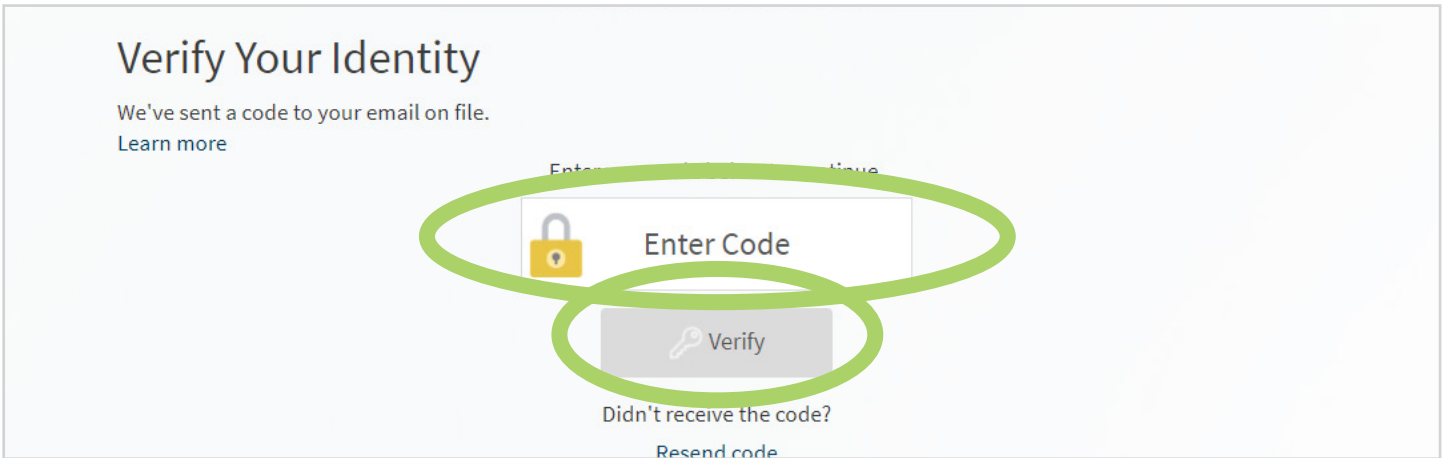 Verify Your Identity
We've sent a code to your email on file.
Learn more
Enter
Enter Code
Verify
Didn't receive the code?
Resend code